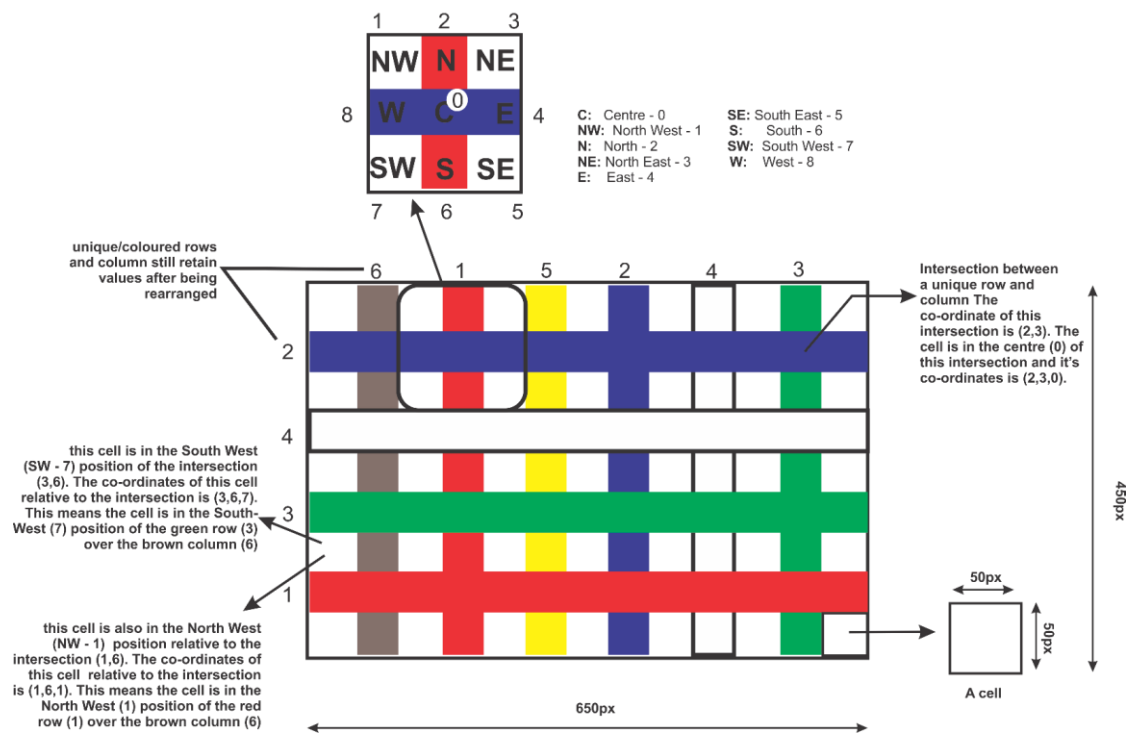 1 2 3
NW N NE
8 W C 0 E 4
SW S SE
7 6 5
C: Centre - 0
NW: North West - 1
N: North - 2
NE: North East - 3
E: East - 4
SE: South East - 5
S: South - 6
SW: South West - 7
W: West - 8
unique/coloured rows
and column still retain
values after being
rearranged
6 1 5 2 4 3
2
4
3
1
Intersection between
a unique row and
column The
co-ordinate of this
intersection is (2,3). The
cell is in the centre (0) of
this intersection and it's
co-ordinates is (2,3,0).
this cell is in the South West
(SW - 7) position of the intersection
(3,6). The co-ordinates of this cell
relative to the intersection is (3,6,7).
This means the cell is in the South-
West (7) position of the green row (3)
over the brown column (6)
this cell is also in the North West
(NW - 1) position relative to the
intersection (1,6). The co-ordinates of
this cell relative to the intersection
is (1,6,1). This means the cell is in the
North West (1) position of the red
row (1) over the brown column (6)
450px
50px
50px
A cell
650px